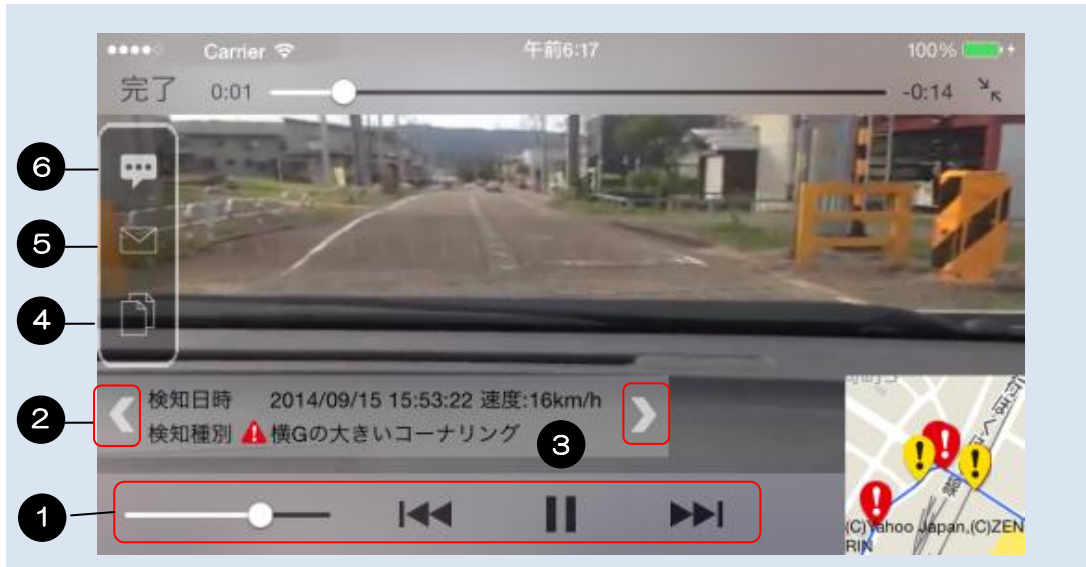 Carrier 午前6:17 100%
完了 0:01 -0:14
6
5
4
2
検知日時 2014/09/15 15:53:22 速度:16km/h
検知種別 横Gの大きいコーナリング
3
1
(C)Yahoo Japan,(C)ZEN
RIN